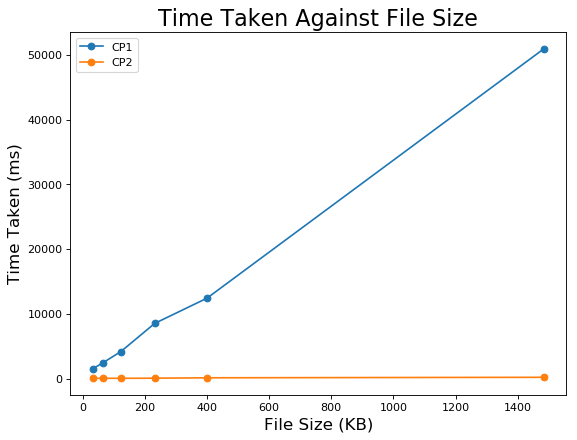 Time Taken Against File Size
CP1
CP2
50000
40000
30000
20000
10000
0
Time Taken (ms)
0 200 400 600 800 1000 1200 1400
File Size (KB)